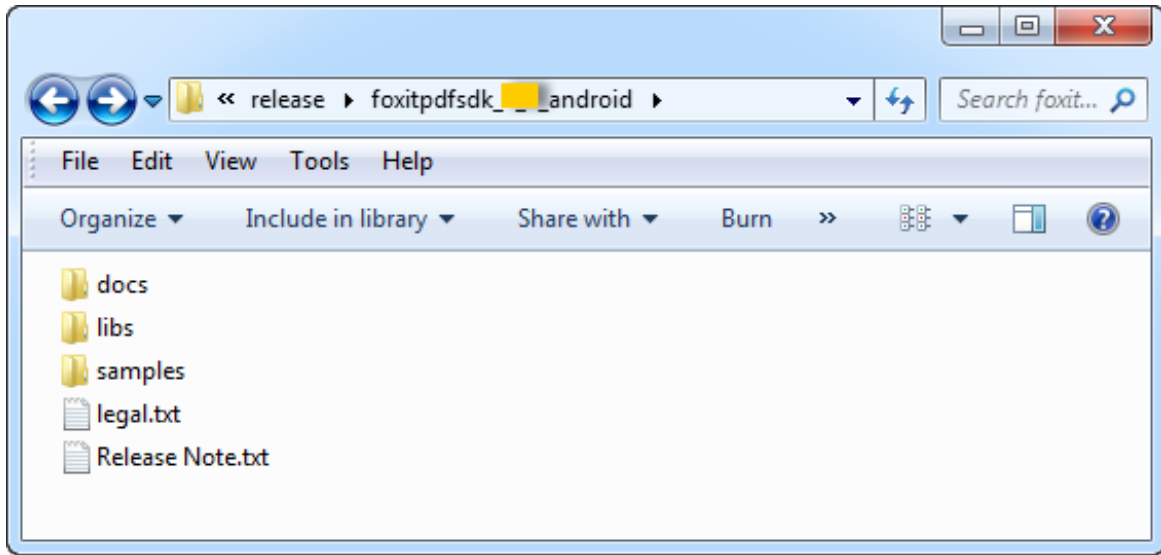 « release ▸ foxitpdfsdk_ _android ▸ Search foxit...
File Edit View Tools Help
Organize ▾ Include in library ▾ Share with ▾ Burn »
docs
libs
samples
legal.txt
Release Note.txt